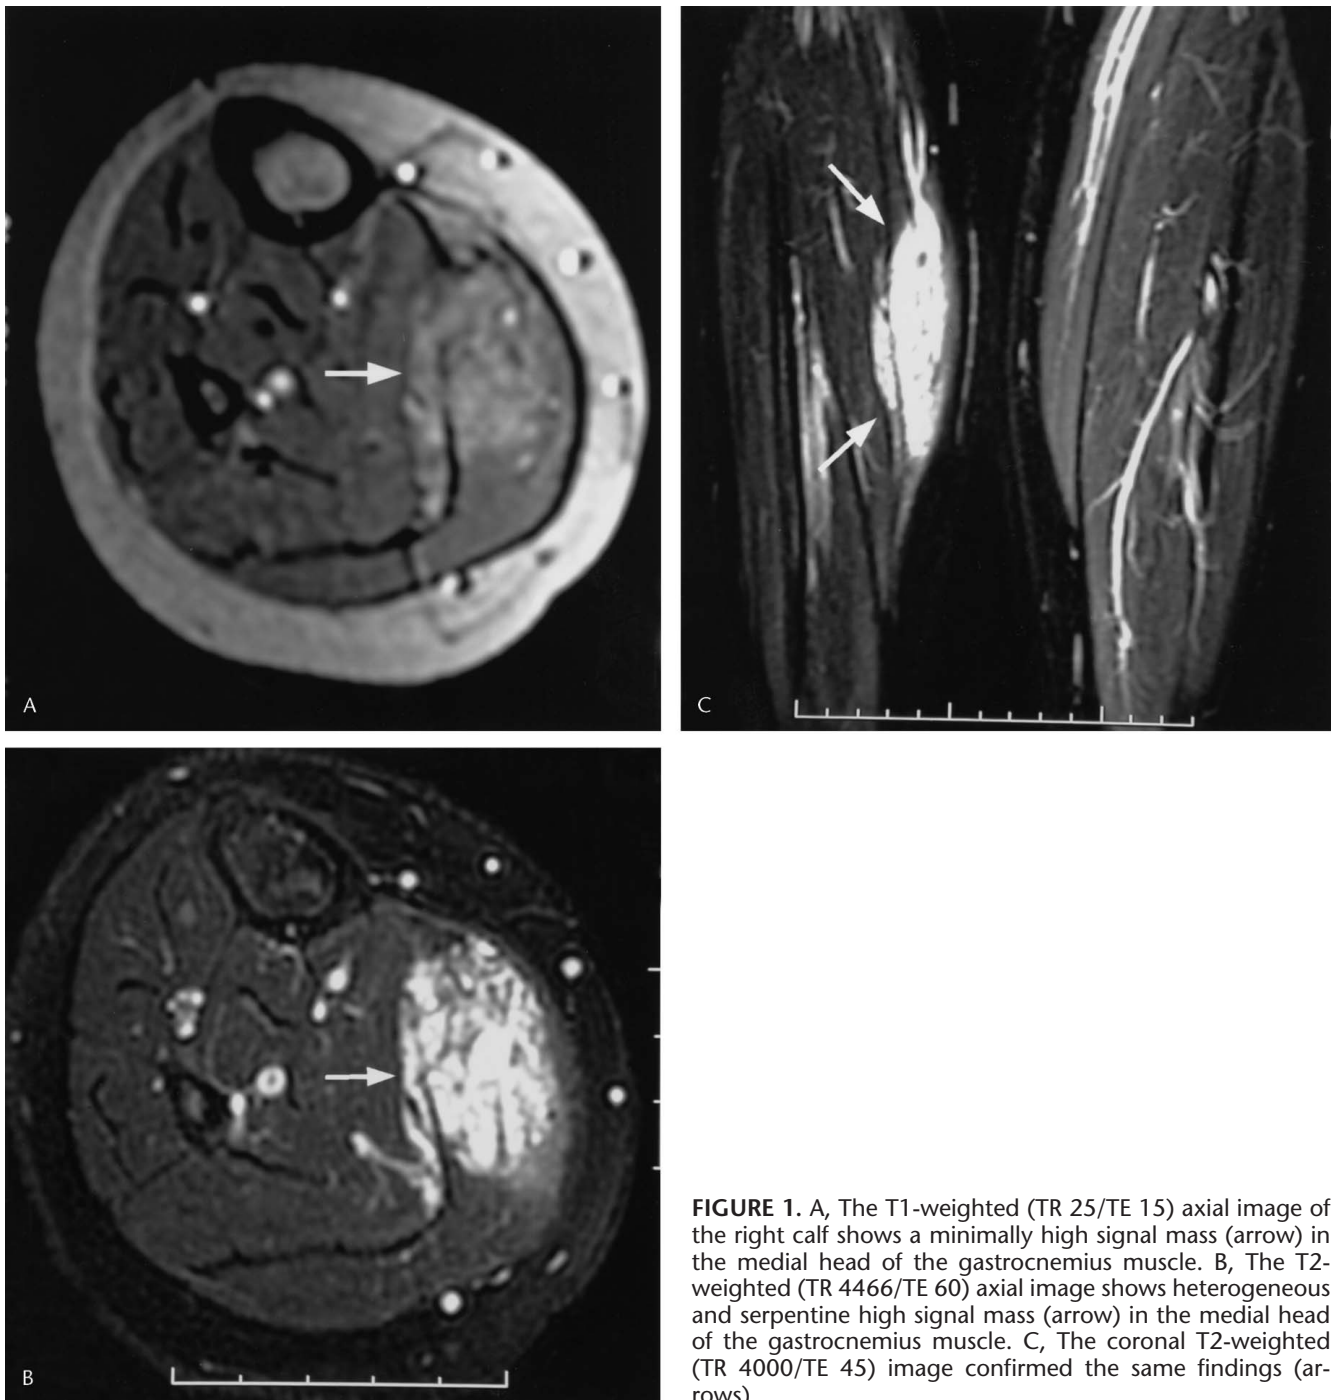 A
C
B
FIGURE 1. A, The T1-weighted (TR 25/TE 15) axial image of
the right calf shows a minimally high signal mass (arrow) in
the medial head of the gastrocnemius muscle. B, The T2-
weighted (TR 4466/TE 60) axial image shows heterogeneous
and serpentine high signal mass (arrow) in the medial head
of the gastrocnemius muscle. C, The coronal T2-weighted
(TR 4000/TE 45) image confirmed the same findings (ar-
rows).